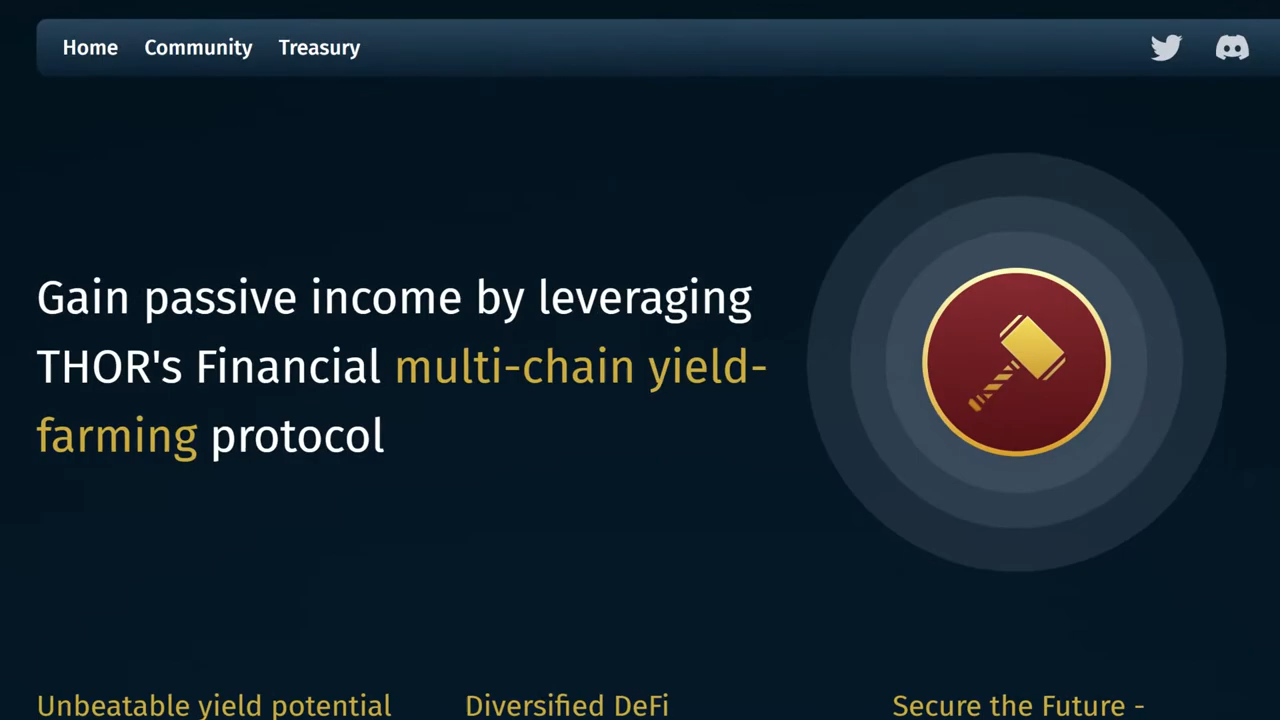 Home Community Treasury
Gain passive income by leveraging
THOR's Financial multi-chain yield-
farming protocol
Unbeatable yield potential
Diversified DeFi
Secure the Future -